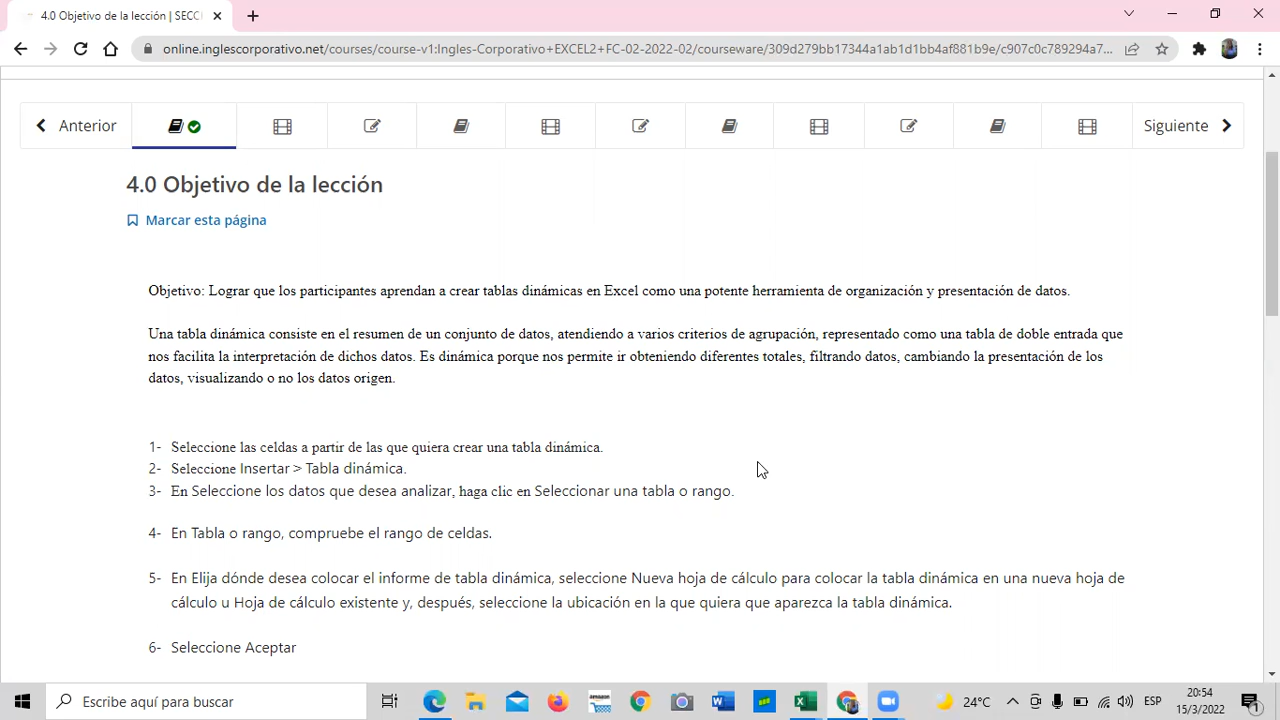 4.0 Objetivo de la lección | SECC
online.inglescorporativo.net/courses/course-v1:Ingles-Corporativo+EXCEL2+FC-02-2022-02/courseware/309d279bb17344a1ab1d1bb4af881b9e/c907c0c789294a7...
Anterior
Siguiente
4.0 Objetivo de la lección
Marcar esta página
Objetivo: Lograr que los participantes aprendan a crear tablas dinámicas en Excel como una potente herramienta de organización y presentación de datos.
Una tabla dinámica consiste en el resumen de un conjunto de datos, atendiendo a varios criterios de agrupación, representado como una tabla de doble entrada que
nos facilita la interpretación de dichos datos. Es dinámica porque nos permite ir obteniendo diferentes totales, filtrando datos, cambiando la presentación de los
datos, visualizando o no los datos origen.
1- Seleccione las celdas a partir de las que quiera crear una tabla dinámica.
2- Seleccione Insertar > Tabla dinámica.
3- En Seleccione los datos que desea analizar, haga clic en Seleccionar una tabla o rango.
4- En Tabla o rango, compruebe el rango de celdas.
5- En Elija dónde desea colocar el informe de tabla dinámica, seleccione Nueva hoja de cálculo para colocar la tabla dinámica en una nueva hoja de
cálculo u Hoja de cálculo existente y, después, seleccione la ubicación en la que quiera que aparezca la tabla dinámica.
6- Seleccione Aceptar
Escribe aquí para buscar
24°C
ESP
20:54
15/3/2022